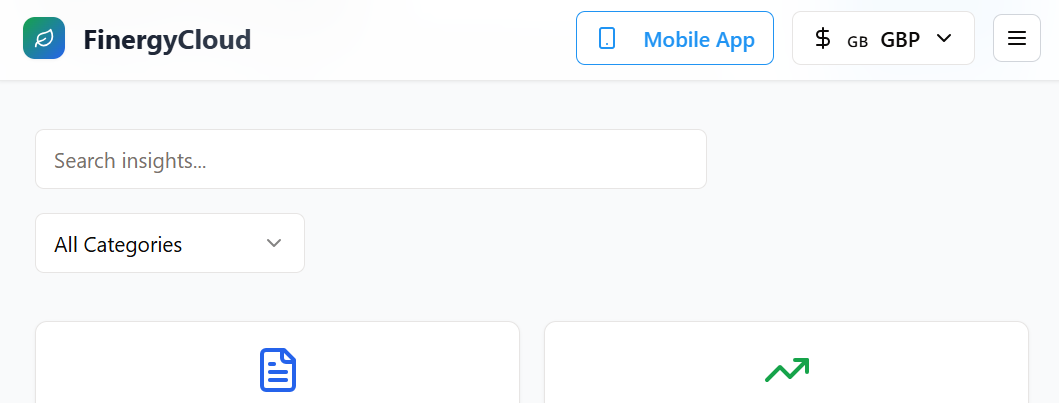 FinergyCloud
Mobile App
$ GB GBP
Search insights...
All Categories